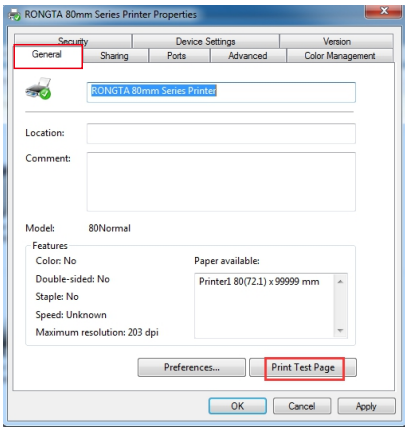 RONGTA 80mm Series Printer Properties
Security Device Settings Version
General Sharing Ports Advanced Color Management
RONGTA 80mm Series Printer
Location:
Comment:
Model: 80Normal
Features
Color: No Paper available:
Double-sided: No Printer1 80(72.1) x 99999 mm
Staple: No
Speed: Unknown
Maximum resolution: 203 dpi
Preferences... Print Test Page
OK Cancel Apply